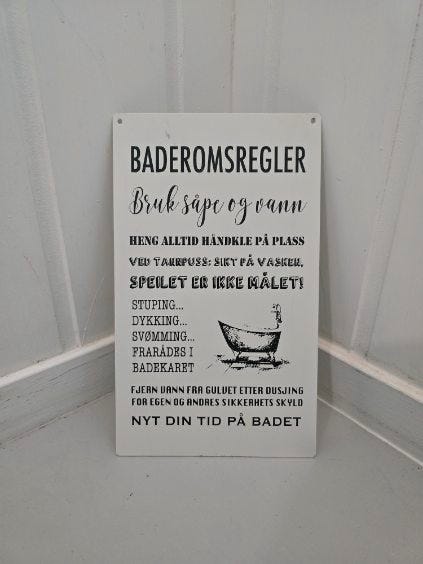 BADEROMSREGLER
Bruk såpe og vann
HENG ALLTID HÅNDKLE PÅ PLASS
VED TANNPUSS: SIKT PÅ VASKEN,
SPEILET ER IKKE MÅLET!
STUPING...
DYKKING...
SVØMMING...
FRARÅDES I
BADEKARET
FJERN VANN FRA GULVET ETTER DUSJING
FOR EGEN OG ANDRES SIKKERHETS SKYLD
NYT DIN TID PÅ BADET